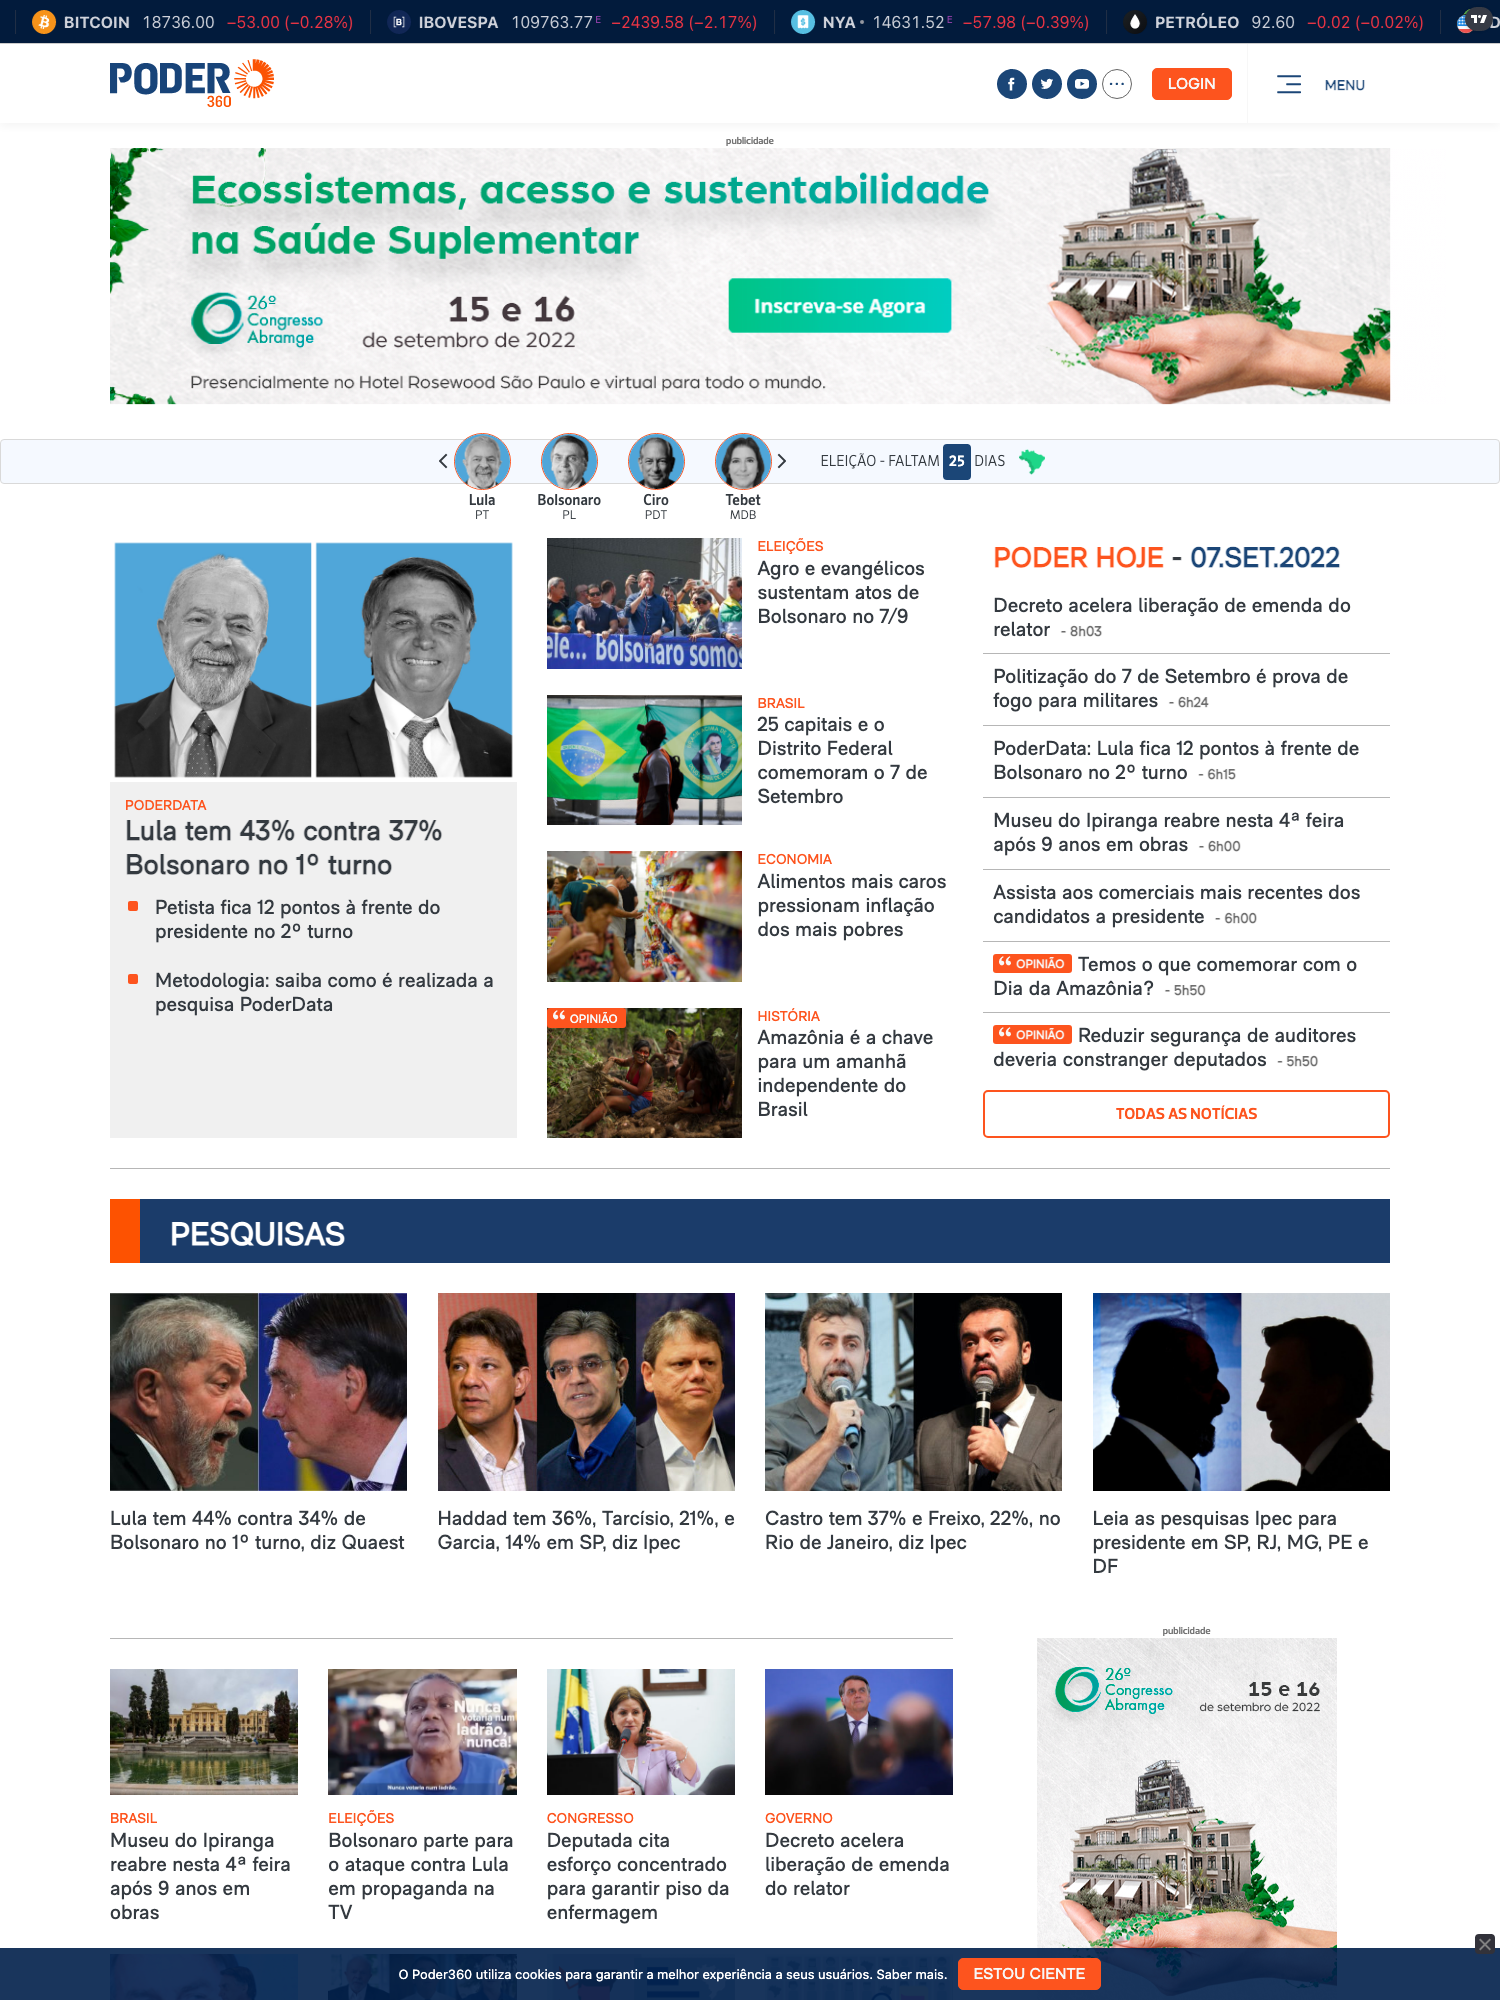 BITCOIN 18736.00 −53.00 (−0.28%) IBOVESPA 109763.77 E −2439.58 (−2.17%) NYA 14631.52 E −57.98 (−0.39%) PETRÓLEO 92.60 −0.02 (−0.02%)
PODER
360
LOGIN
MENU
publicidade
Ecossistemas, acesso e sustentabilidade
na Saúde Suplementar
26º
Congresso
Abramge
15 e 16
de setembro de 2022
Inscreva-se Agora
Presencialmente no Hotel Rosewood São Paulo e virtual para todo o mundo.
Lula
PT
Bolsonaro
PL
Ciro
PDT
Tebet
MDB
ELEIÇÃO - FALTAM 25 DIAS
PODERDATA
Lula tem 43% contra 37%
Bolsonaro no 1º turno
Petista fica 12 pontos à frente do
presidente no 2º turno
Metodologia: saiba como é realizada a
pesquisa PoderData
ele... Bolsonaro somos
ELEIÇÕES
Agro e evangélicos
sustentam atos de
Bolsonaro no 7/9
BRASIL
25 capitais e o
Distrito Federal
comemoram o 7 de
Setembro
ECONOMIA
Alimentos mais caros
pressionam inflação
dos mais pobres
OPINIÃO
HISTÓRIA
Amazônia é a chave
para um amanhã
independente do
Brasil
PODER HOJE - 07.SET.2022
Decreto acelera liberação de emenda do
relator - 8h03
Politização do 7 de Setembro é prova de
fogo para militares - 6h24
PoderData: Lula fica 12 pontos à frente de
Bolsonaro no 2º turno - 6h15
Museu do Ipiranga reabre nesta 4ª feira
após 9 anos em obras - 6h00
Assista aos comerciais mais recentes dos
candidatos a presidente - 6h00
OPINIÃO Temos o que comemorar com o
Dia da Amazônia? - 5h50
OPINIÃO Reduzir segurança de auditores
deveria constranger deputados - 5h50
TODAS AS NOTÍCIAS
PESQUISAS
Lula tem 44% contra 34% de
Bolsonaro no 1º turno, diz Quaest
Haddad tem 36%, Tarcísio, 21%, e
Garcia, 14% em SP, diz Ipec
Castro tem 37% e Freixo, 22%, no
Rio de Janeiro, diz Ipec
Leia as pesquisas Ipec para
presidente em SP, RJ, MG, PE e
DF
BRASIL
Museu do Ipiranga
reabre nesta 4ª feira
após 9 anos em
obras
Nunca
votaria num
ladrão,
nunca!
Nunca votaria num ladrão,
ELEIÇÕES
Bolsonaro parte para
o ataque contra Lula
em propaganda na
TV
CONGRESSO
Deputada cita
esforço concentrado
para garantir piso da
enfermagem
GOVERNO
Decreto acelera
liberação de emenda
do relator
publicidade
26º
Congresso
Abramge
15 e 16
de setembro de 2022
O Poder360 utiliza cookies para garantir a melhor experiência a seus usuários. Saber mais.
ESTOU CIENTE